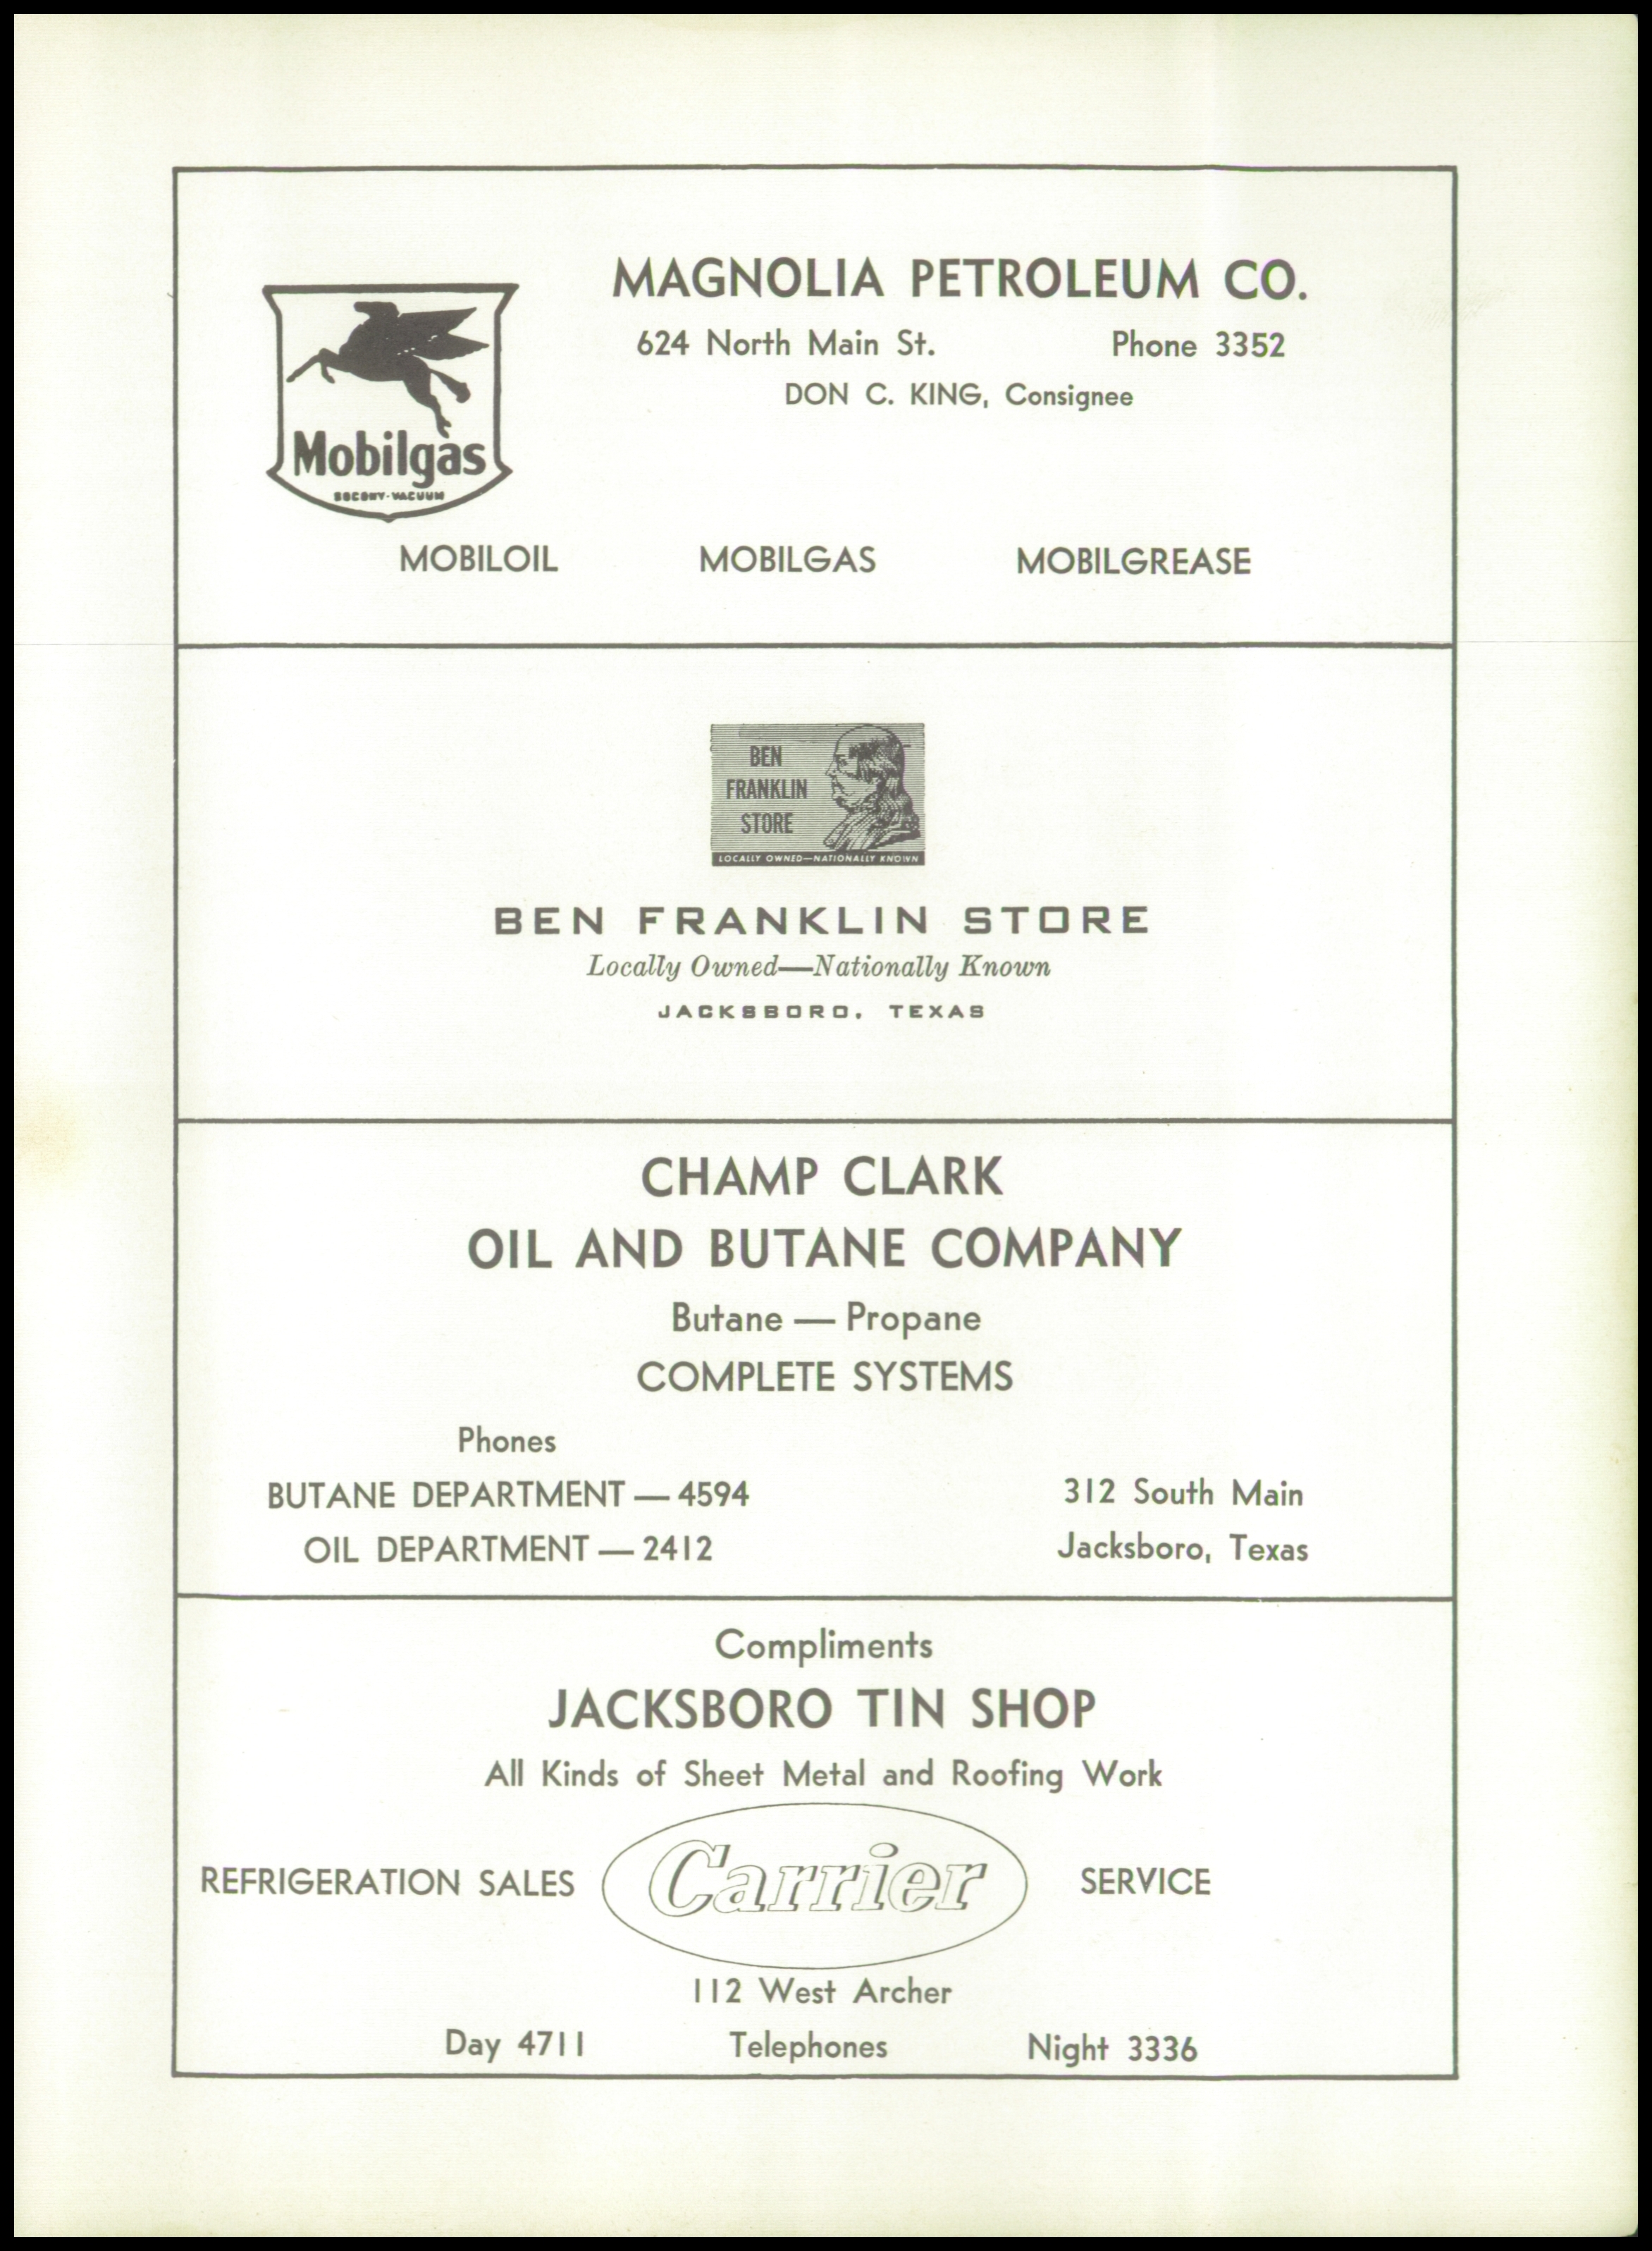 MAGNOLIA PETROLEUM CO.
624 North Main St. Phone 3352
DON C. KING, Consignee
Mobilgas
SOCONY-VACUUM
MOBILOIL MOBILGAS MOBILGREASE
BEN
FRANKLIN
STORE
LOCALLY OWNED—NATIONALLY KNOWN
BEN FRANKLIN STORE
Locally Owned—Nationally Known
JACKSBORO, TEXAS
CHAMP CLARK
OIL AND BUTANE COMPANY
Butane — Propane
COMPLETE SYSTEMS
Phones
BUTANE DEPARTMENT — 4594 312 South Main
OIL DEPARTMENT — 2412 Jacksboro, Texas
Compliments
JACKSBORO TIN SHOP
All Kinds of Sheet Metal and Roofing Work
REFRIGERATION SALES Carrier SERVICE
112 West Archer
Day 4711 Telephones Night 3336